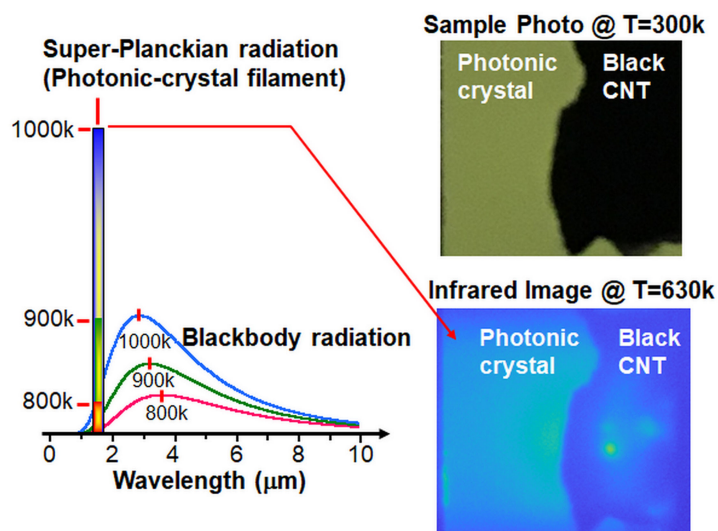 Super-Planckian radiation
(Photonic-crystal filament)
1000k
900k
800k
Blackbody radiation
1000k
900k
800k
0 2 4 6 8 10
Wavelength (μm)
Sample Photo @ T=300k
Photonic
crystal
Black
CNT
Infrared Image @ T=630k
Photonic
crystal
Black
CNT